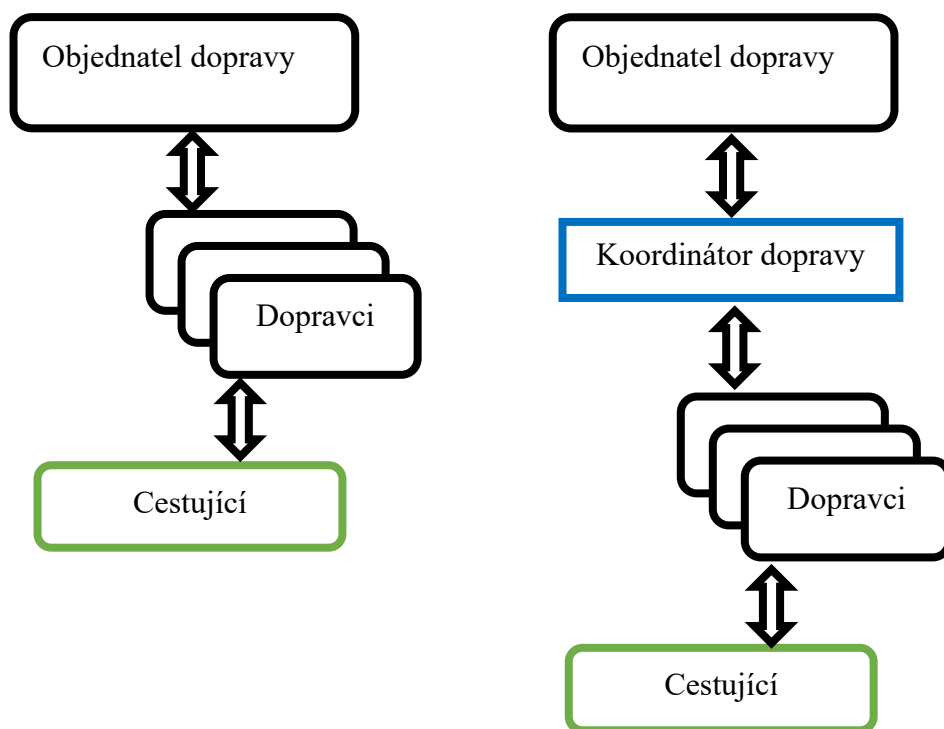 Objednatel dopravy
Dopravci
Cestující
Objednatel dopravy
Koordinátor dopravy
Dopravci
Cestující